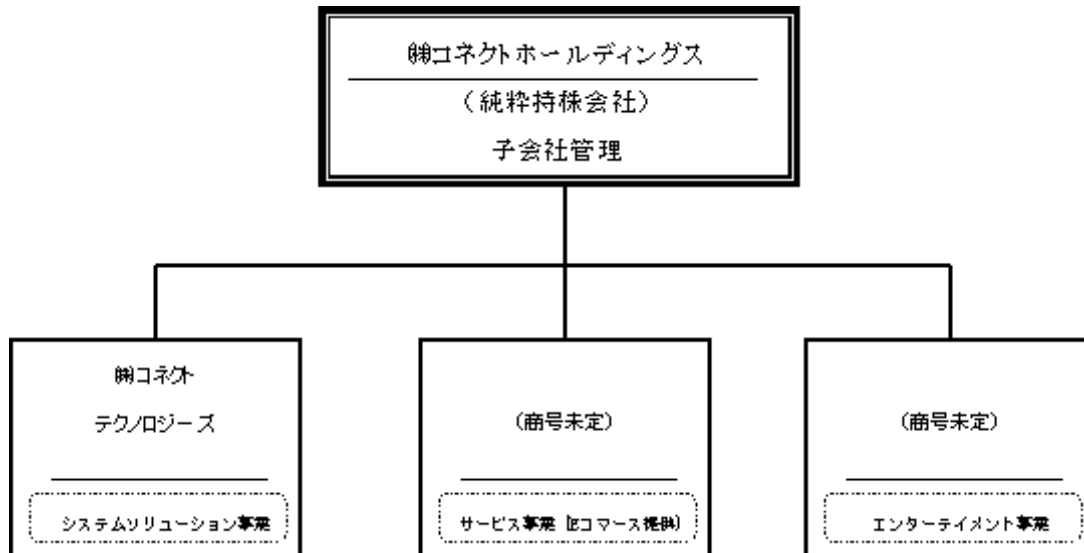 ㈱コネクトホールディングス
（純粋持株会社）
子会社管理
㈱コネクト
テクノロジーズ
システムソリューション事業
（商号未定）
サービス事業（Eコマース提供）
（商号未定）
エンターテイメント事業